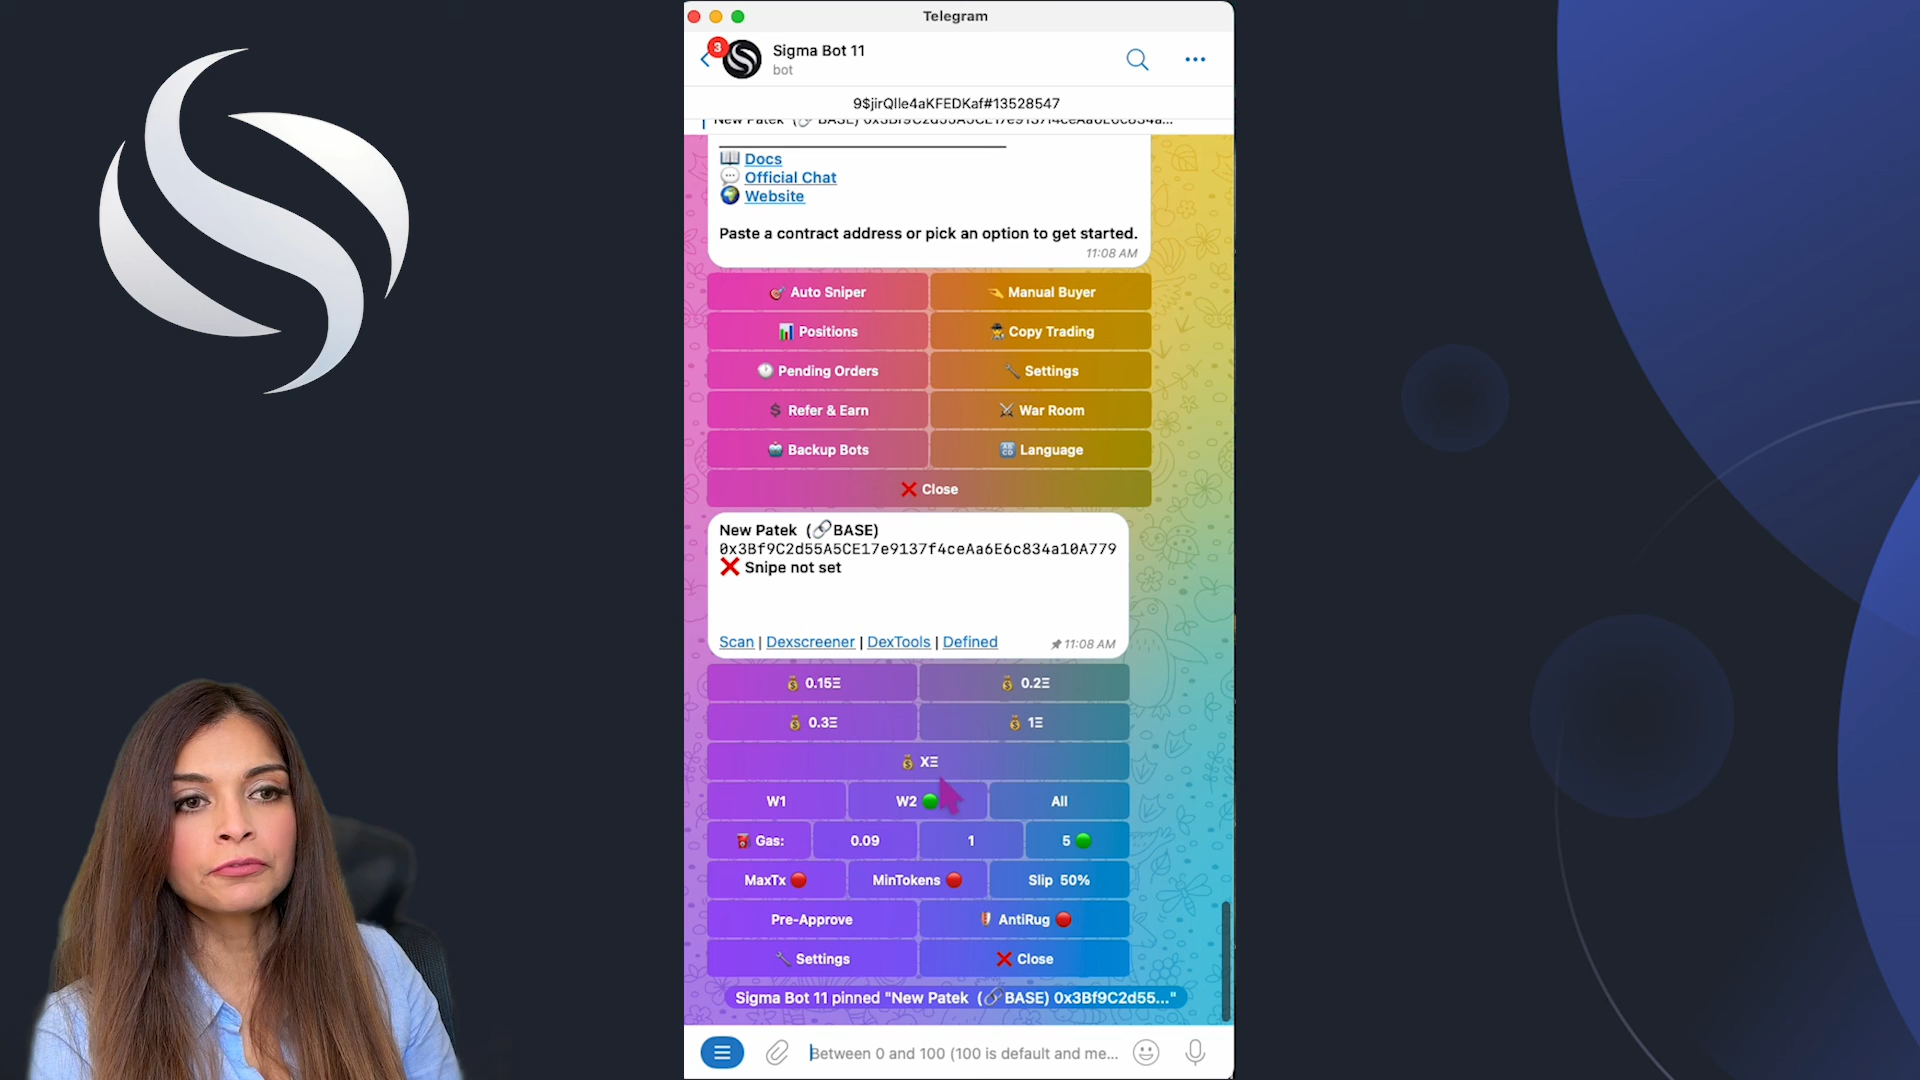 Telegram
3
Sigma Bot 11
bot
9$jirQlle4aKFEDKaf#13528547
New Patek (🔗BASE) 0x3Bf9C2d55A5CE17e9137f4ceAa6E6c834a...
Docs
Official Chat
Website
Paste a contract address or pick an option to get started.
11:08 AM
Auto Sniper
Manual Buyer
Positions
Copy Trading
Pending Orders
Settings
$ Refer & Earn
War Room
Backup Bots
Language
❌ Close
New Patek (🔗BASE)
0x3Bf9C2d55A5CE17e9137f4ceAa6E6c834a10A779
❌ Snipe not set
Scan | Dexscreener | DexTools | Defined
11:08 AM
💰 0.15Ξ
💰 0.2Ξ
💰 0.3Ξ
💰 1Ξ
💰 XΞ
W1
W2 🟢
All
Gas:
0.09
1
5 🟢
MaxTx 🔴
MinTokens 🔴
Slip 50%
Pre-Approve
AntiRug 🔴
Settings
❌ Close
Sigma Bot 11 pinned "New Patek (🔗BASE) 0x3Bf9C2d55..."
Between 0 and 100 (100 is default and me...